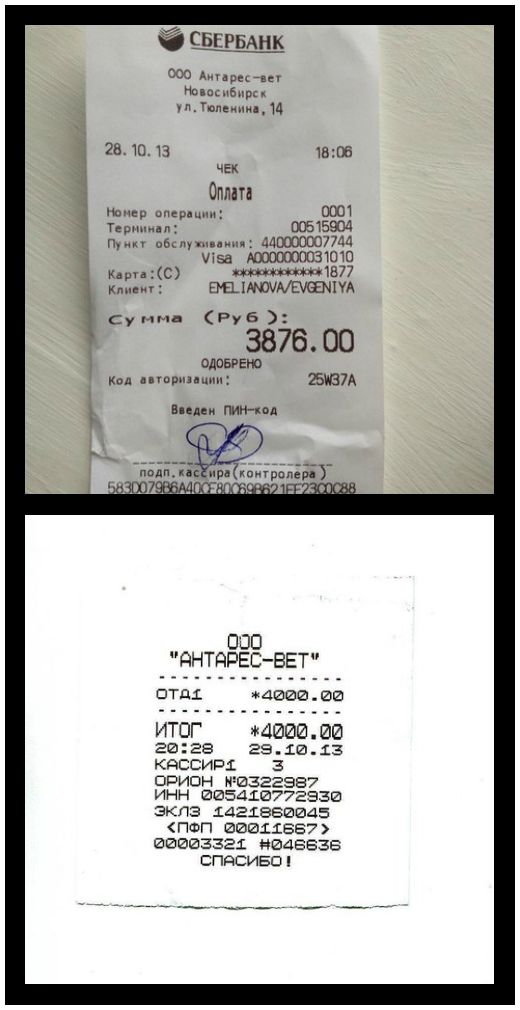 СБЕРБАНК
ООО Антарес-вет
Новосибирск
ул.Тюленина,14
28.10.13 18:06
ЧЕК
Оплата
Номер операции: 0001
Терминал: 00515904
Пункт обслуживания: 440000007744
Visa A0000000031010
Карта:(C) ************1877
Клиент: EMELIANOVA/EVGENIYA
Сумма (Руб):
3876.00
ОДОБРЕНО
Код авторизации: 25W37A
Введен ПИН-код
подп.кассира(контролера)
583D079B6A40CF80C69B621FF23C0C88
ООО
"АНТАРЕС-ВЕТ"
ОТД1 *4000.00
ИТОГ *4000.00
20:28 29.10.13
КАССИР1 3
ОРИОН №0322987
ИНН 005410772930
ЭКЛЗ 1421860045
<ПФП 00011667>
00003321 #046636
СПАСИБО!